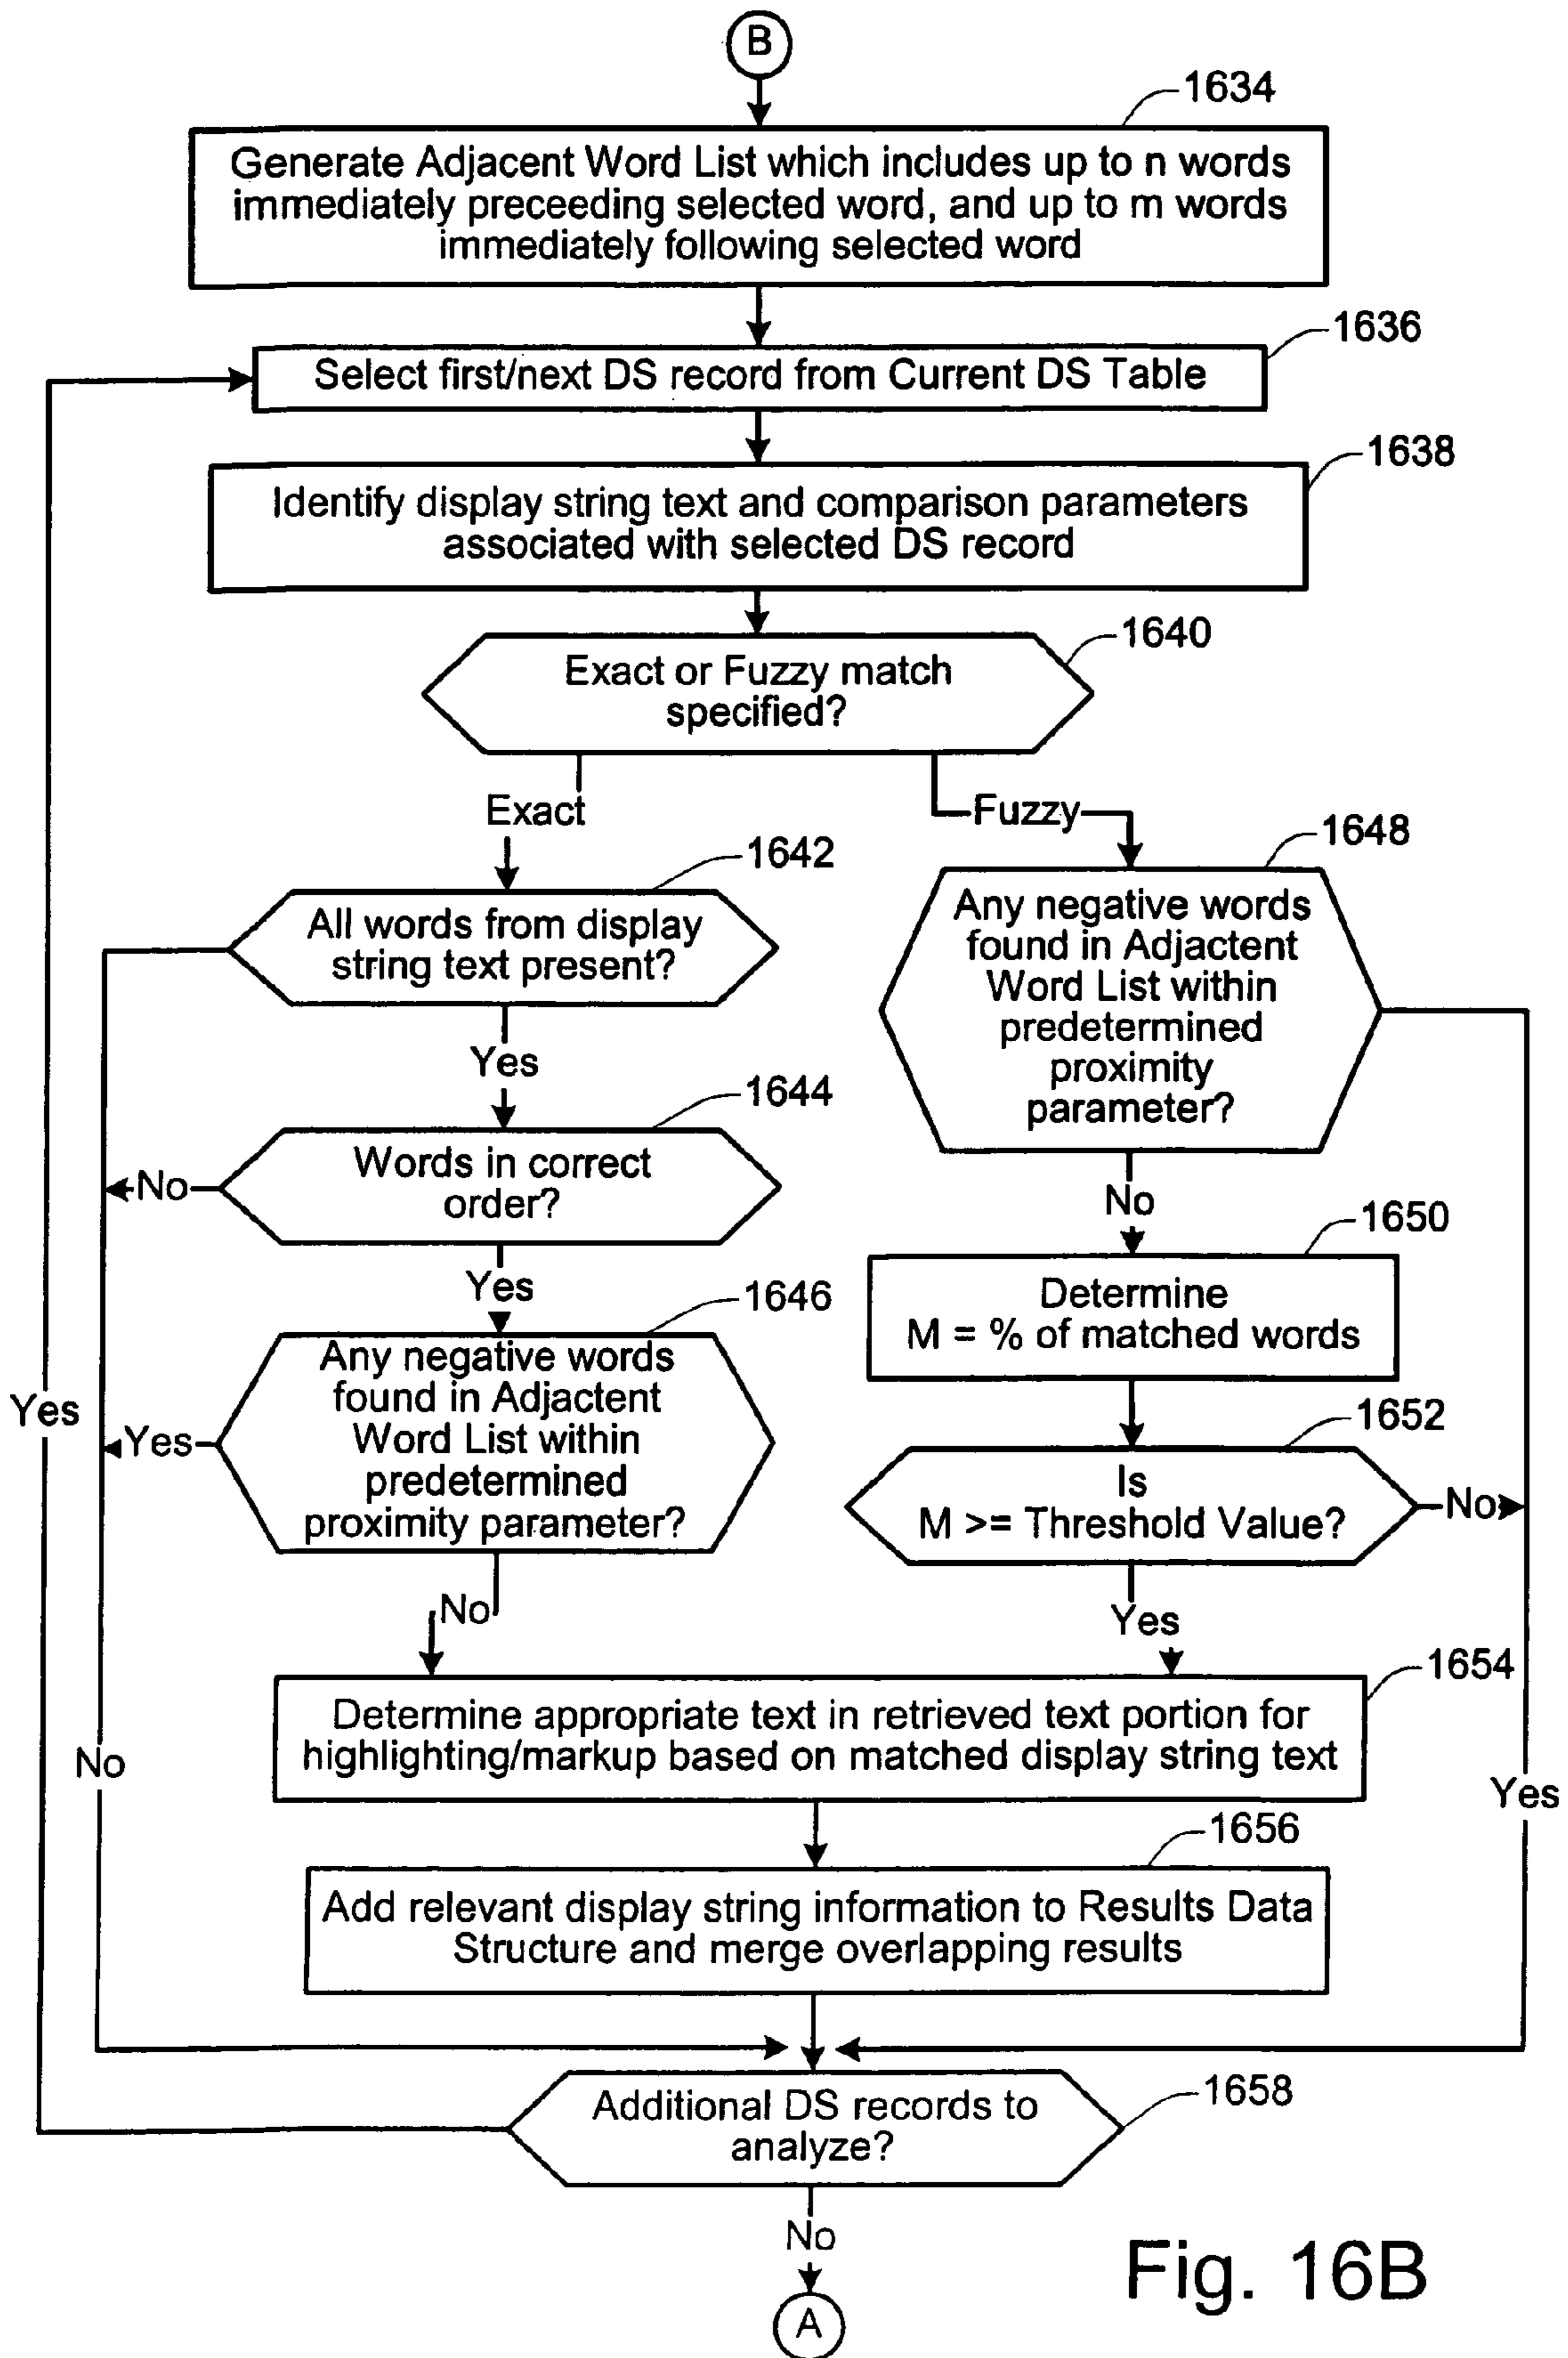 B
1634
Generate Adjacent Word List which includes up to n words
immediately preceeding selected word, and up to m words
immediately following selected word
1636
Select first/next DS record from Current DS Table
1638
Identify display string text and comparison parameters
associated with selected DS record
1640
Exact or Fuzzy match
specified?
Exact
Fuzzy
1642
All words from display
string text present?
1648
Any negative words
found in Adjactent
Word List within
predetermined
proximity
parameter?
Yes
1644
Words in correct
order?
No
No
1650
Determine
M = % of matched words
Yes
1646
Any negative words
found in Adjactent
Word List within
predetermined
proximity parameter?
Yes
Yes
1652
Is
M >= Threshold Value?
No
No
Yes
1654
Determine appropriate text in retrieved text portion for
highlighting/markup based on matched display string text
No
Yes
1656
Add relevant display string information to Results Data
Structure and merge overlapping results
1658
Additional DS records to
analyze?
No
A
Fig. 16B